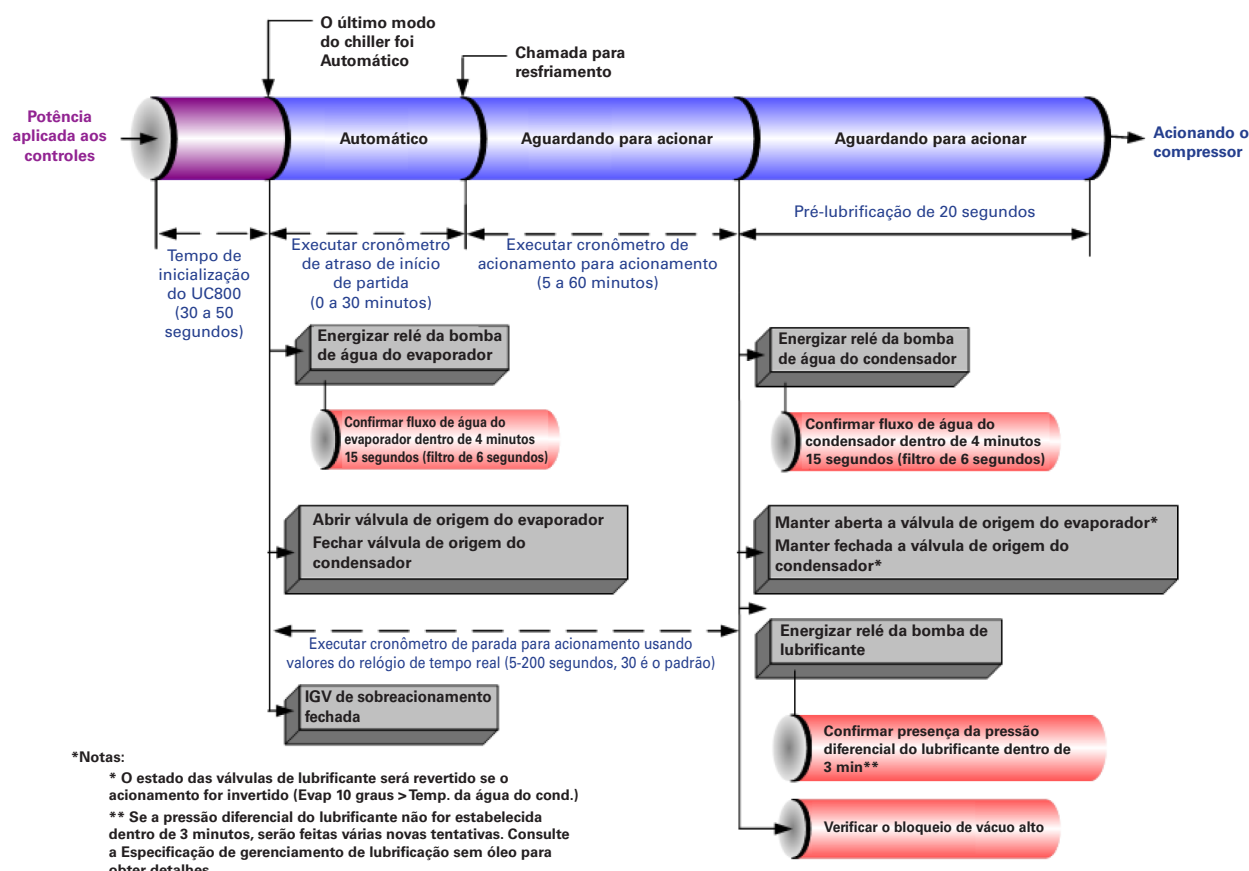 O último modo
do chiller foi
Automático
Chamada para
resfriamento
Potência
aplicada aos
controles
Automático
Aguardando para acionar
Aguardando para acionar
Acionando o
compressor
Tempo de
inicialização
do UC800
(30 a 50
segundos)
Executar cronômetro
de atraso de início
de partida
(0 a 30 minutos)
Executar cronômetro de
acionamento para acionamento
(5 a 60 minutos)
Pré-lubrificação de 20 segundos
Energizar relé da bomba
de água do evaporador
Confirmar fluxo de água do
evaporador dentro de 4 minutos
15 segundos (filtro de 6 segundos)
Energizar relé da bomba
de água do condensador
Confirmar fluxo de água do
condensador dentro de 4 minutos
15 segundos (filtro de 6 segundos)
Abrir válvula de origem do evaporador
Fechar válvula de origem do
condensador
Manter aberta a válvula de origem do evaporador*
Manter fechada a válvula de origem do
condensador*
Executar cronômetro de parada para acionamento usando
valores do relógio de tempo real (5-200 segundos, 30 é o padrão)
Energizar relé da bomba de
lubrificante
IGV de sobreacionamento
fechada
Confirmar presença da pressão
diferencial do lubrificante dentro de
3 min**
Verificar o bloqueio de vácuo alto
*Notas:
* O estado das válvulas de lubrificante será revertido se o
acionamento for invertido (Evap 10 graus > Temp. da água do cond.)
** Se a pressão diferencial do lubrificante não for estabelecida
dentro de 3 minutos, serão feitas várias novas tentativas. Consulte
a Especificação de gerenciamento de lubrificação sem óleo para
obter detalhes